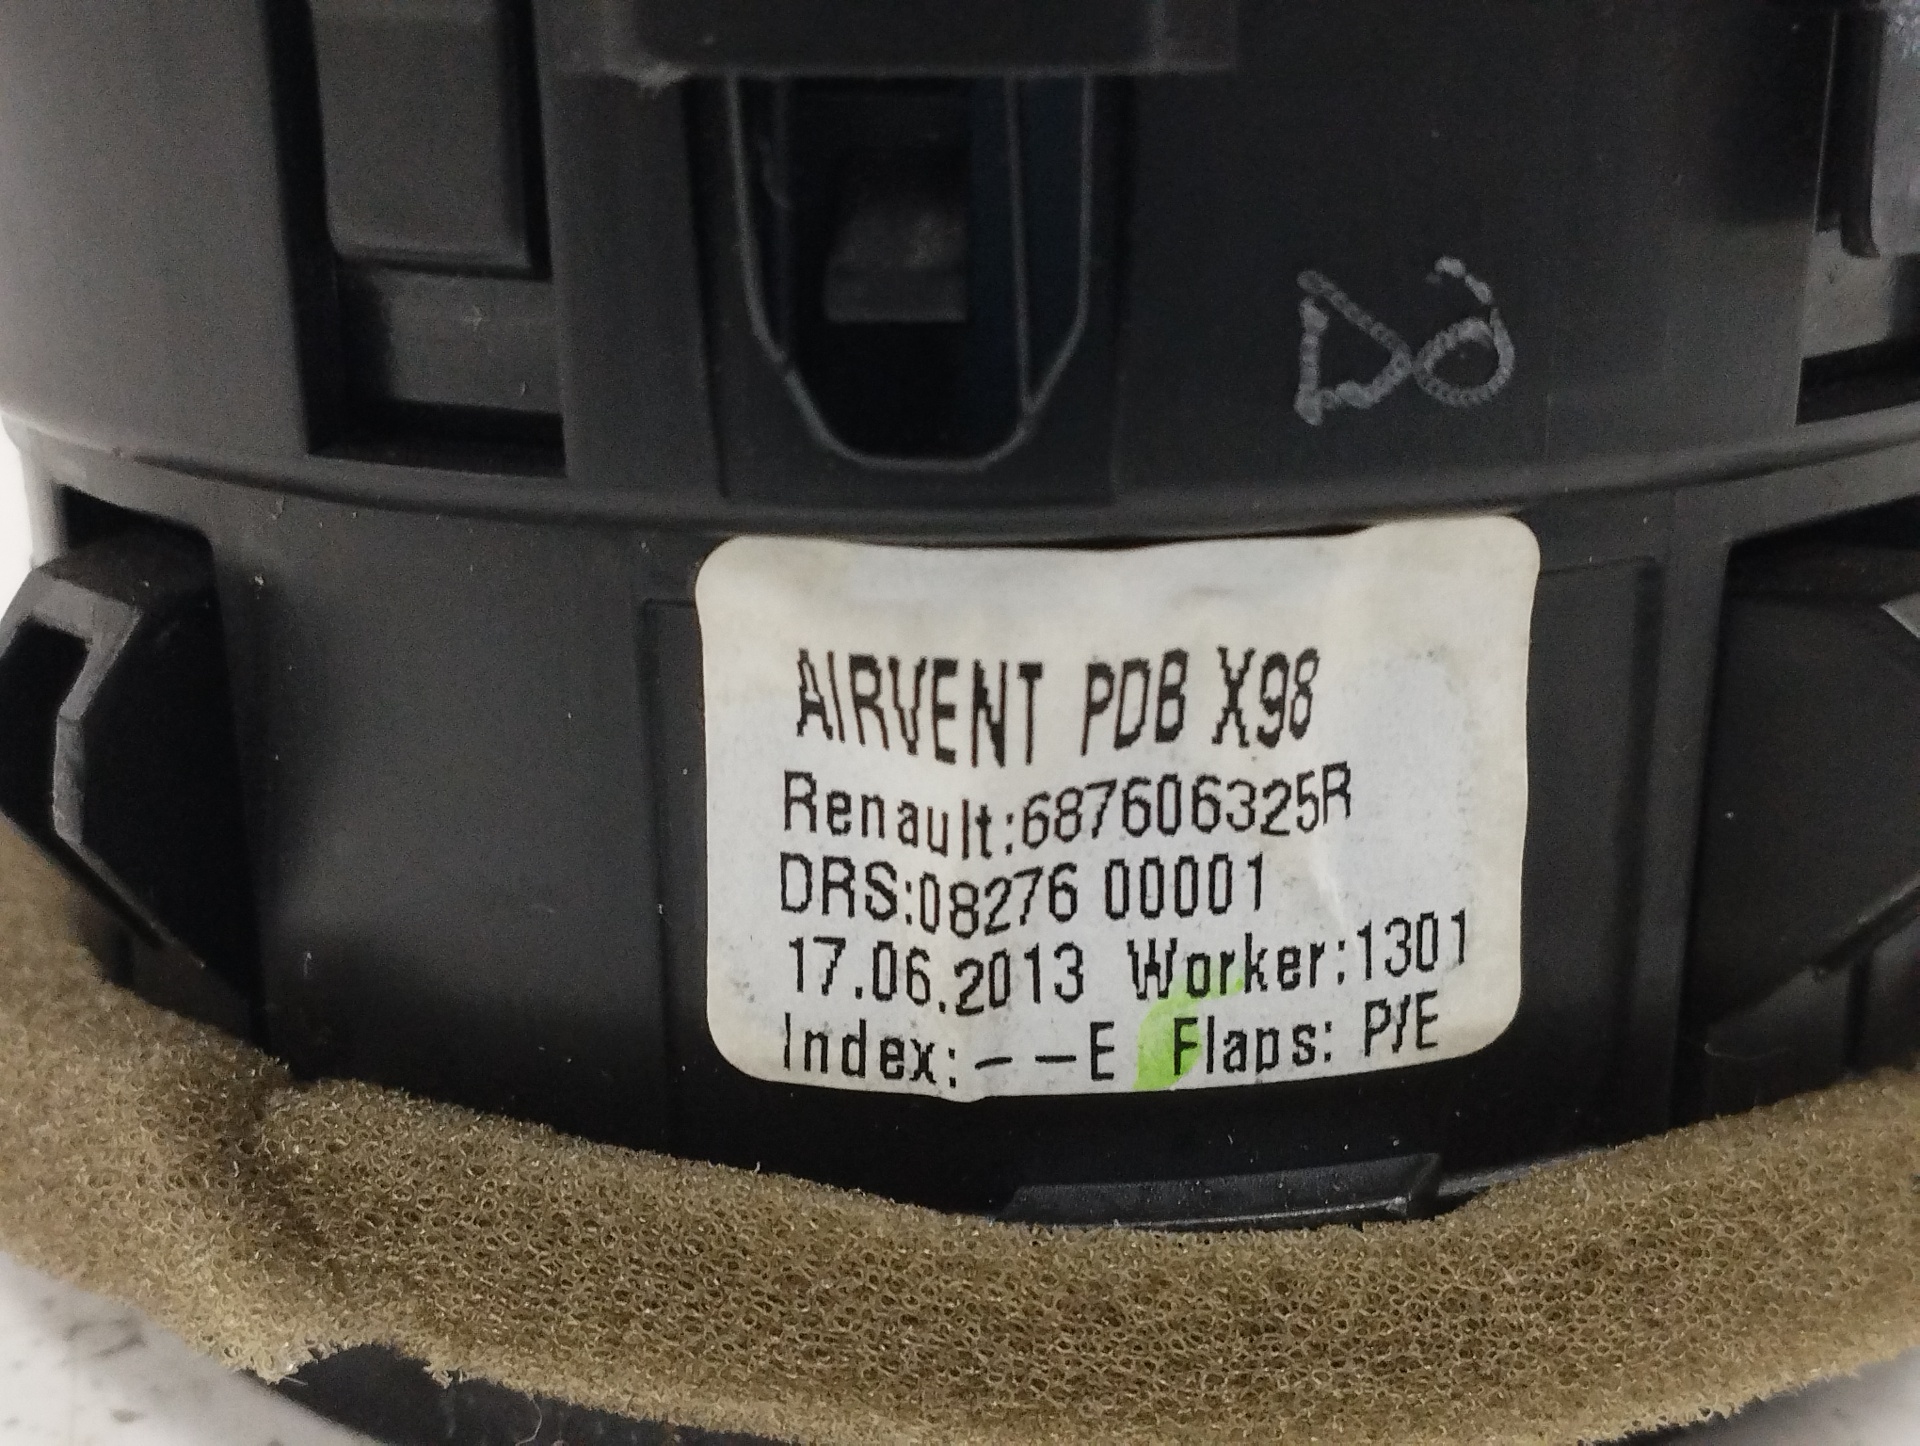 AIRVENT PDB X98
Renault:687606325R
DRS:08276 00001
17.06.2013 Worker:1301
Index:--E Flaps: P/E